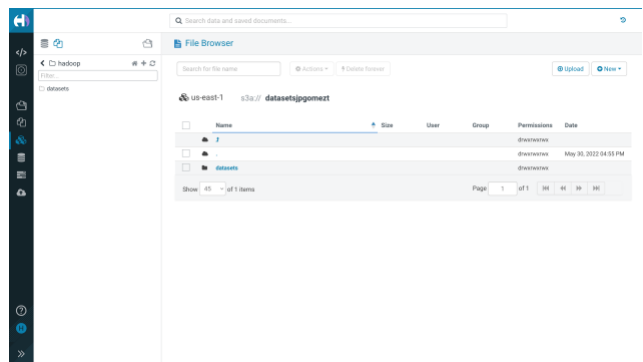 Search data and saved documents...
File Browser
hadoop
Filter...
datasets
Search for file name
Actions
Delete forever
Upload
New
us-east-1 s3a:// datasetsjpgomezt
Name Size User Group Permissions Date
drwxrwxrwx
. drwxrwxrwx May 30, 2022 04:55 PM
datasets drwxrwxrwx
Show 45 of 1 items Page 1 of 1